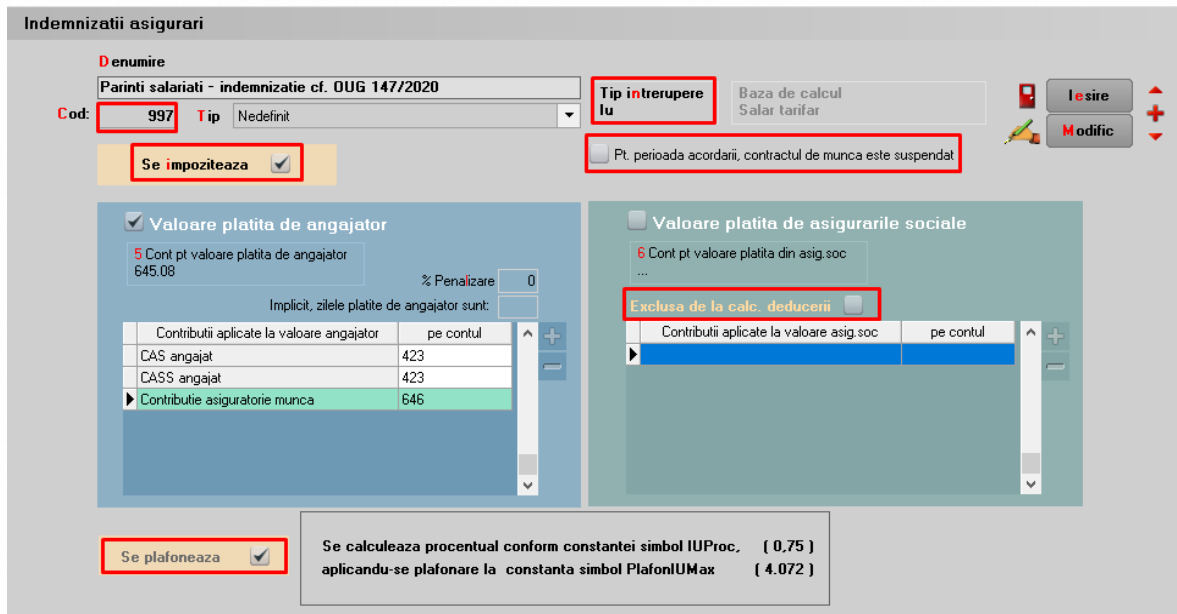 Indemnizatii asigurari
Denumire
Parinti salariati - indemnizatie cf. OUG 147/2020
Cod: 997 Tip Nedefinit
Tip intrerupere
Iu
Baza de calcul
Salar tarifar
Iesire
Modific
Se impoziteaza
Pt. perioada acordarii, contractul de munca este suspendat
Valoare platita de angajator
5 Cont pt valoare platita de angajator
645.08
% Penalizare 0
Implicit, zilele platite de angajator sunt:
Contributii aplicate la valoare angajator pe contul
CAS angajat 423
CASS angajat 423
Contributie asiguratorie munca 646
Valoare platita de asigurarile sociale
6 Cont pt valoare platita din asig.soc
...
Exclusa de la calc. deducerii
Contributii aplicate la valoare asig.soc pe contul
Se plafoneaza
Se calculeaza procentual conform constantei simbol IUProc, ( 0,75 )
aplicandu-se plafonare la constanta simbol PlafonIUMax ( 4.072 )